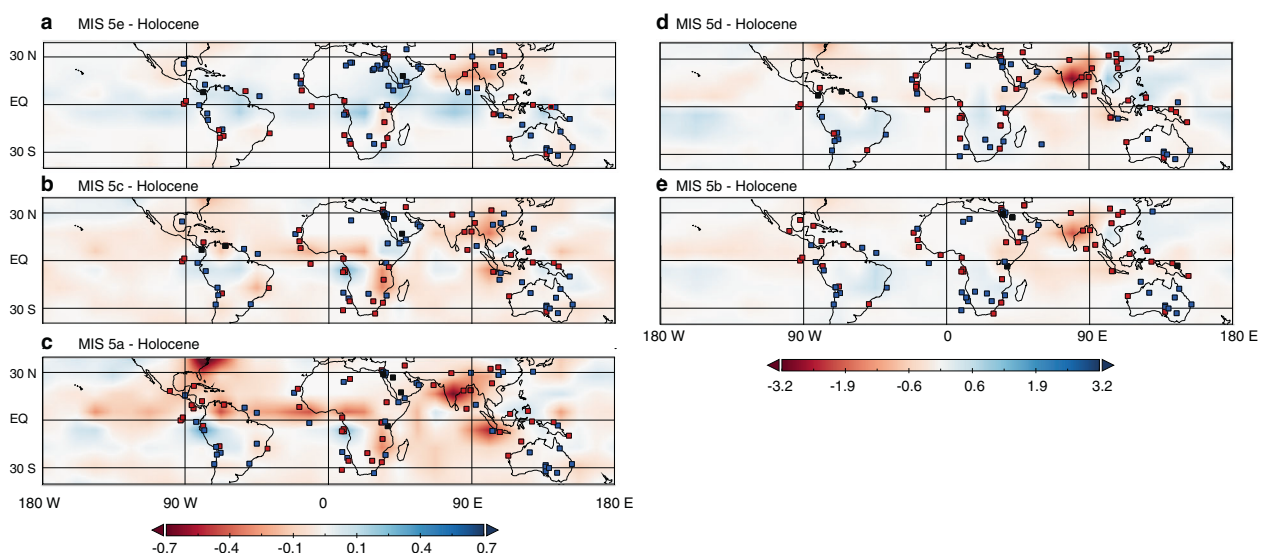 a MIS 5e - Holocene
30 N
EQ
30 S
b MIS 5c - Holocene
30 N
EQ
30 S
c MIS 5a - Holocene
30 N
EQ
30 S
180 W 90 W 0 90 E 180 E
-0.7 -0.4 -0.1 0.1 0.4 0.7
d MIS 5d - Holocene
e MIS 5b - Holocene
180 W 90 W 0 90 E 180 E
-3.2 -1.9 -0.6 0.6 1.9 3.2